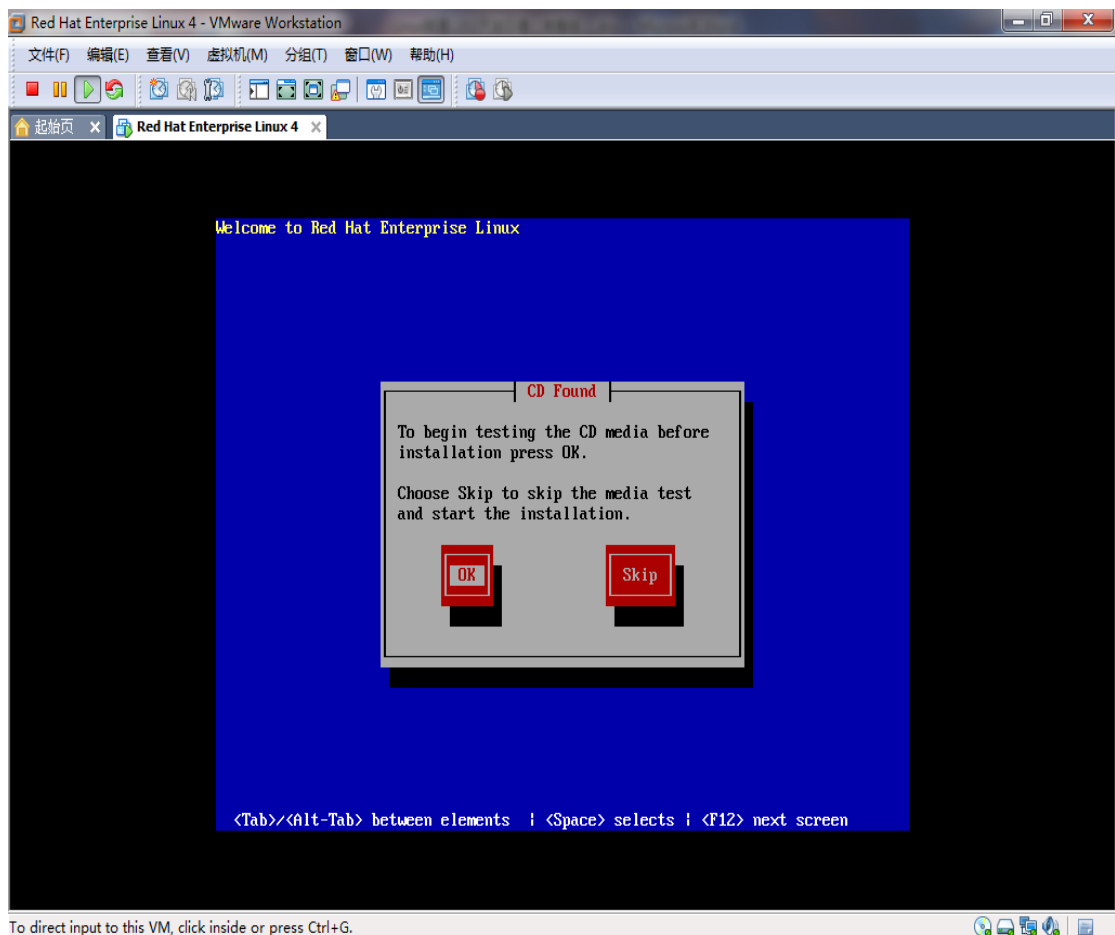 Red Hat Enterprise Linux 4 - VMware Workstation
文件(F) 编辑(E) 查看(V) 虚拟机(M) 分组(T) 窗口(W) 帮助(H)
起始页 Red Hat Enterprise Linux 4
Welcome to Red Hat Enterprise Linux
CD Found
To begin testing the CD media before
installation press OK.
Choose Skip to skip the media test
and start the installation.
OK Skip
<Tab>/<Alt-Tab> between elements | <Space> selects | <F12> next screen
To direct input to this VM, click inside or press Ctrl+G.